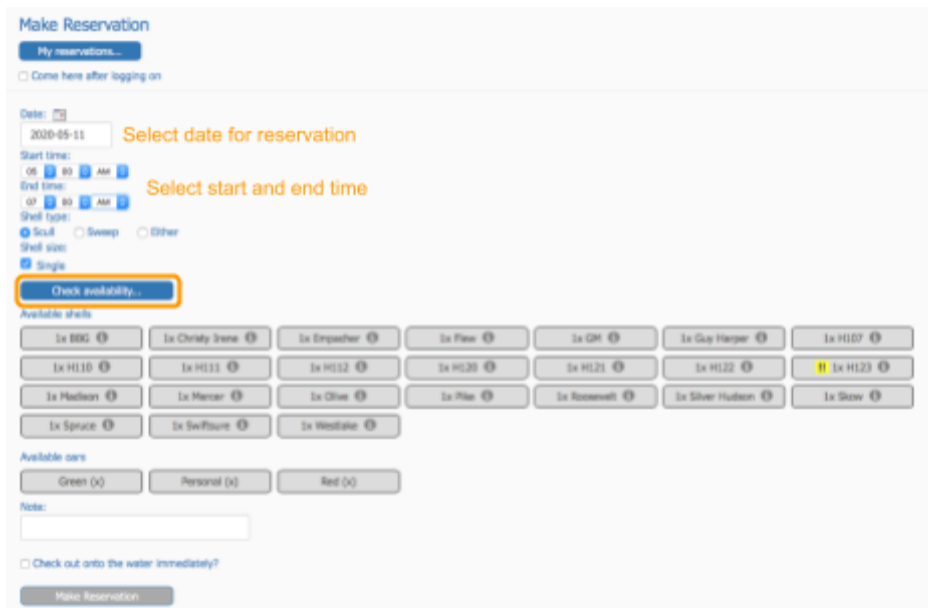 Make Reservation
My reservations...
Come here after logging on
Date:
2020-05-11 Select date for reservation
Start time:
05 AM
End time: Select start and end time
07 AM
Shell type:
Scull Sweep Other
Shell size:
Single
Check availability...
Available shells
1x BBG 1x Christy Irene 1x Empacher 1x Flew 1x GM 1x Guy Harper 1x H107
1x H110 1x H111 1x H112 1x H120 1x H121 1x H122 !! 1x H123
1x Madison 1x Mercer 1x Olive 1x Pike 1x Roosevelt 1x Silver Hudson 1x Skow
1x Spruce 1x Swiftsure 1x Westlake
Available oars
Green (x) Personal (x) Red (x)
Note:
Check out onto the water immediately?
Make Reservation